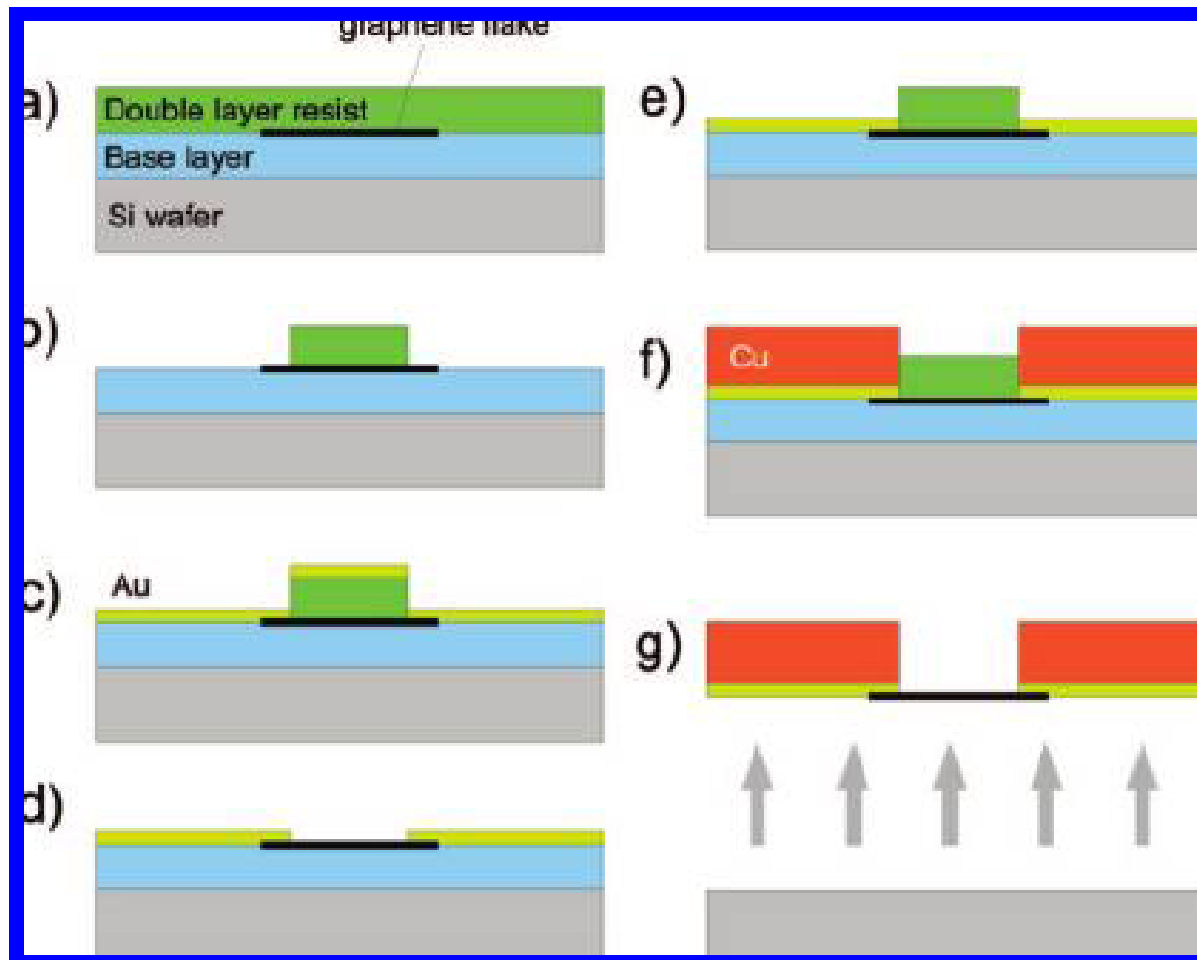 graphene flake
a)
Double layer resist
Base layer
Si wafer
b)
c)
Au
d)
e)
f)
Cu
g)